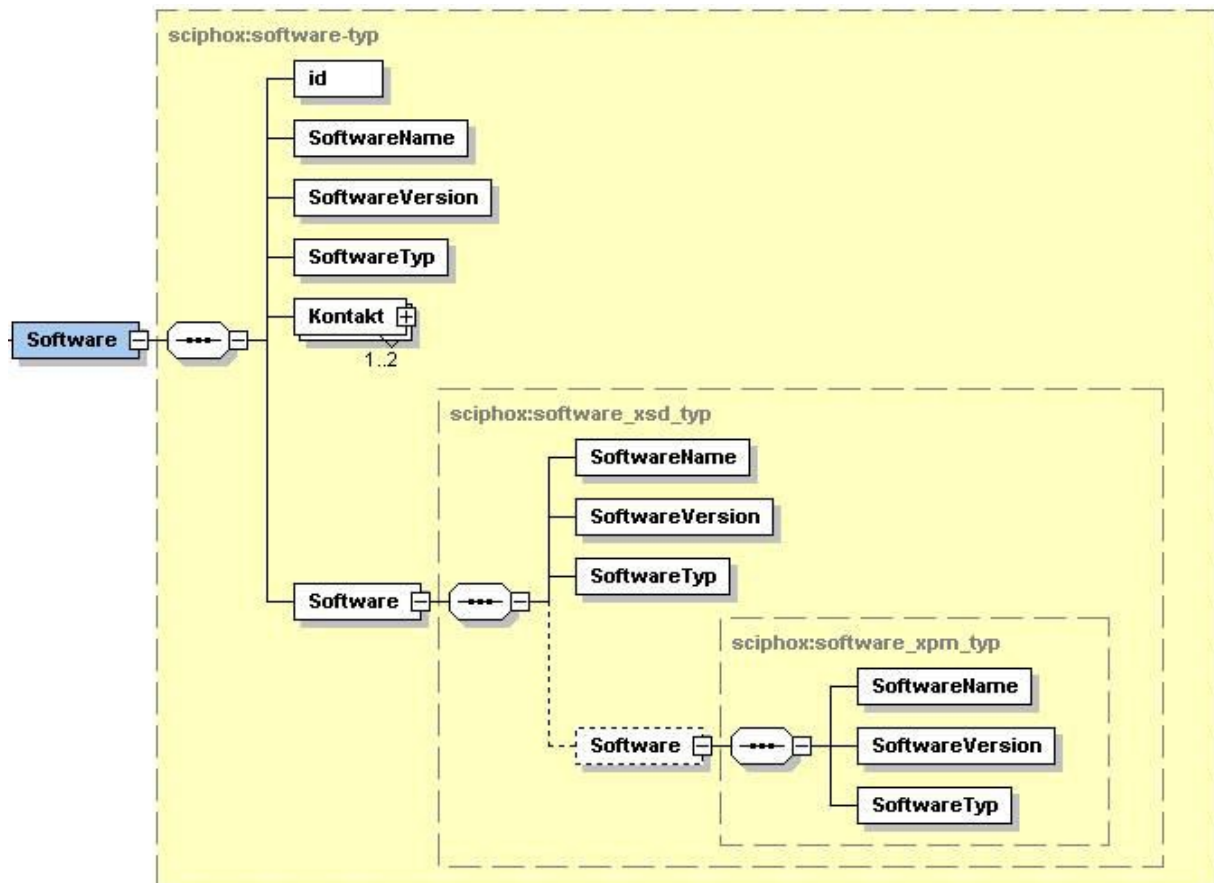 sciphox:software-typ
id
SoftwareName
SoftwareVersion
SoftwareTyp
Kontakt
1..2
Software
sciphox:software_xsd_typ
SoftwareName
SoftwareVersion
SoftwareTyp
Software
sciphox:software_xpm_typ
SoftwareName
SoftwareVersion
SoftwareTyp
Software